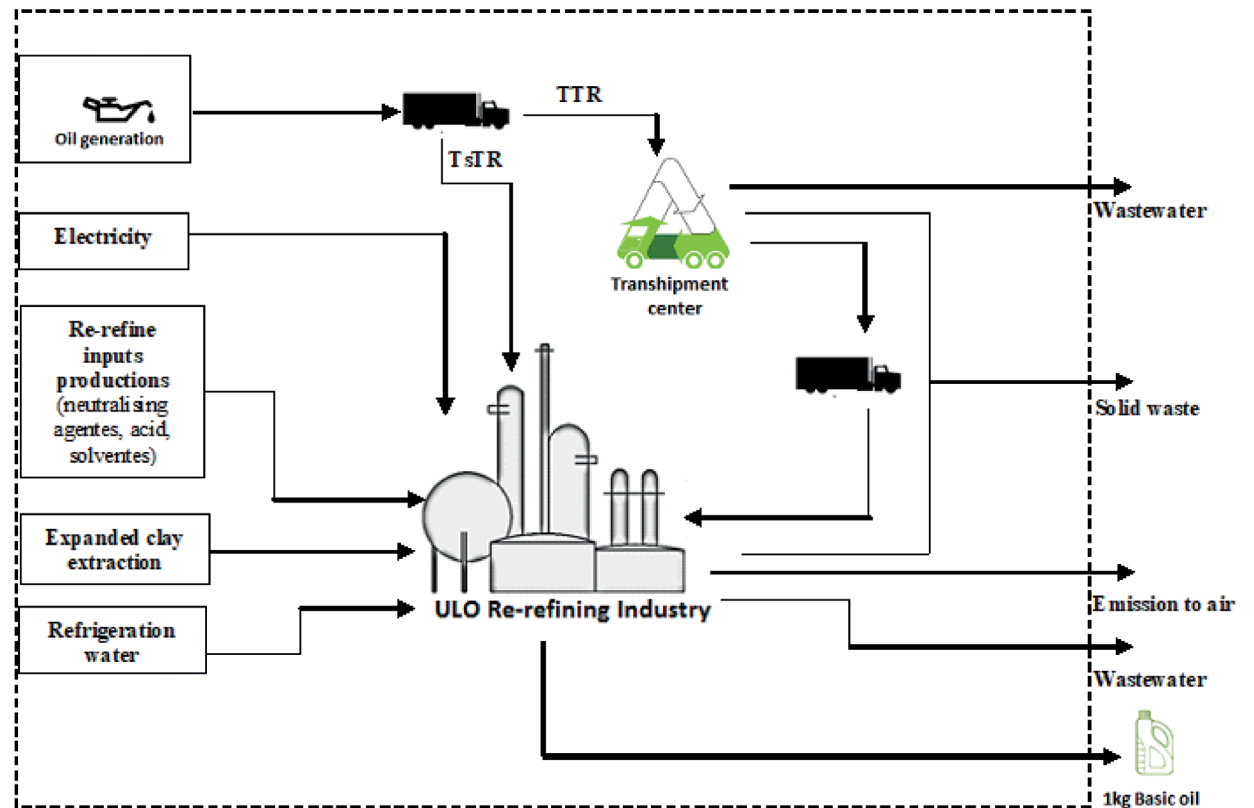 Oil generation
TTR
TsTR
Transhipment
center
Electricity
Re-refine
inputs
productions
(neutralising
agentes, acid,
solventes)
Expanded clay
extraction
Refrigeration
water
ULO Re-refining Industry
Wastewater
Solid waste
Emission to air
Wastewater
1kg Basic oil